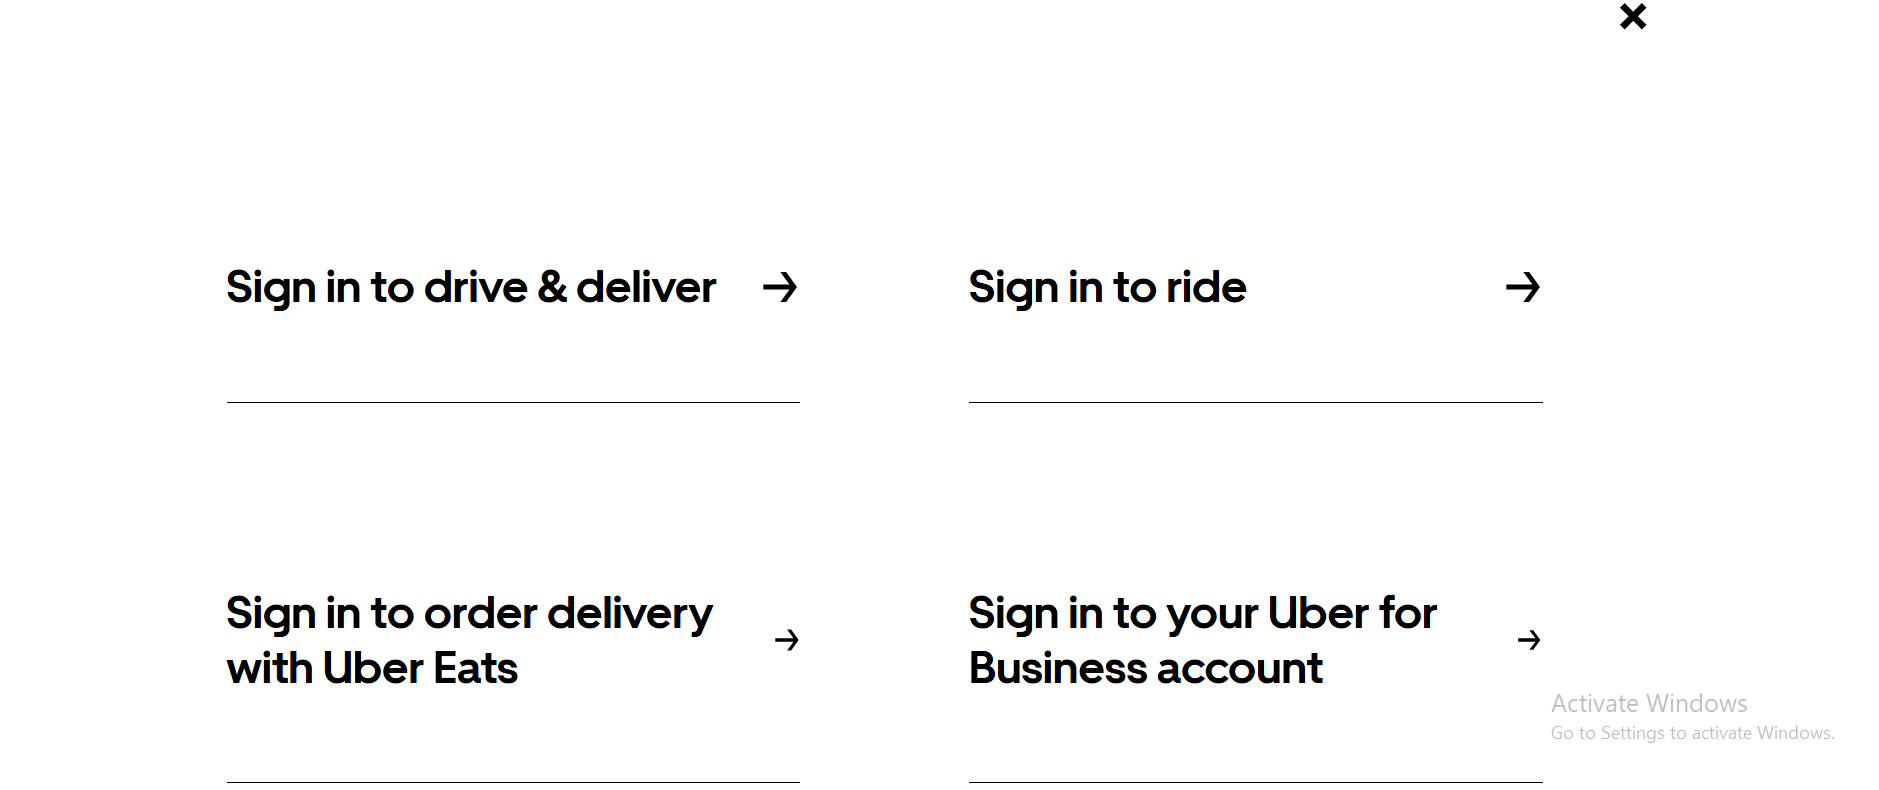 Sign in to drive & deliver
Sign in to ride
Sign in to order delivery
with Uber Eats
Sign in to your Uber for
Business account
Activate Windows
Go to Settings to activate Windows.